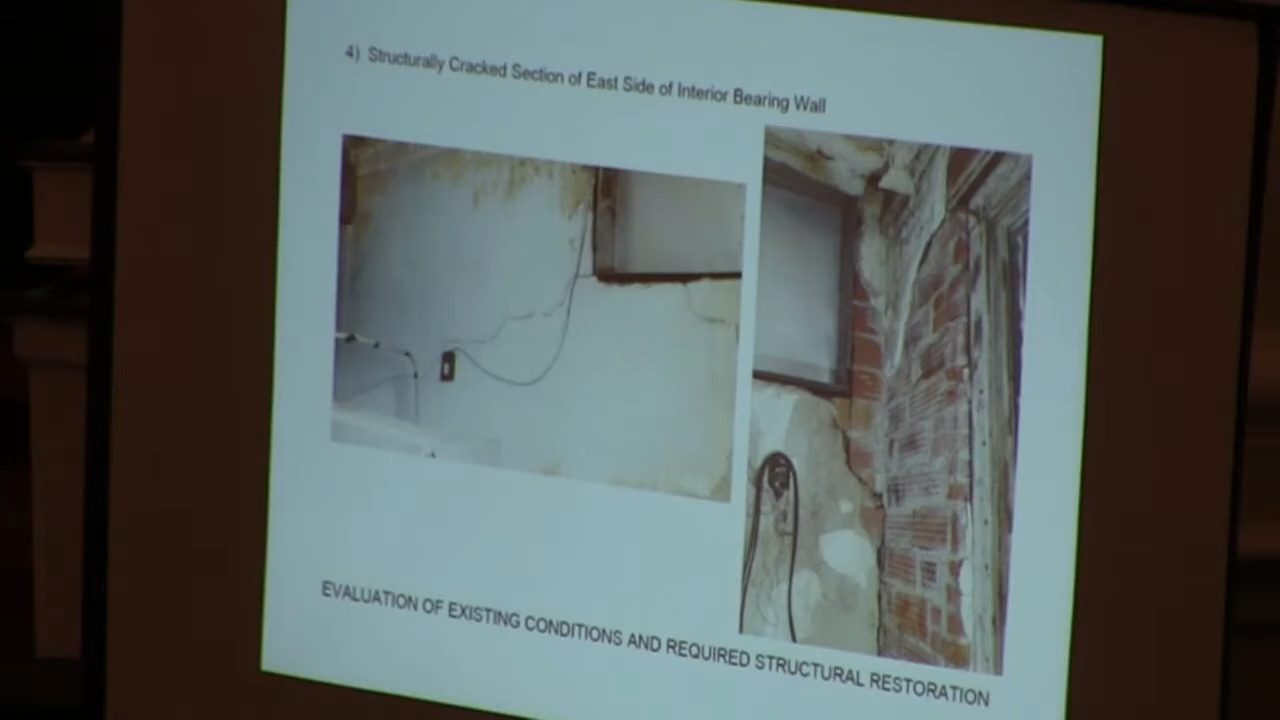 4) Structurally Cracked Section of East Side of Interior Bearing Wall
EVALUATION OF EXISTING CONDITIONS AND REQUIRED STRUCTURAL RESTORATION